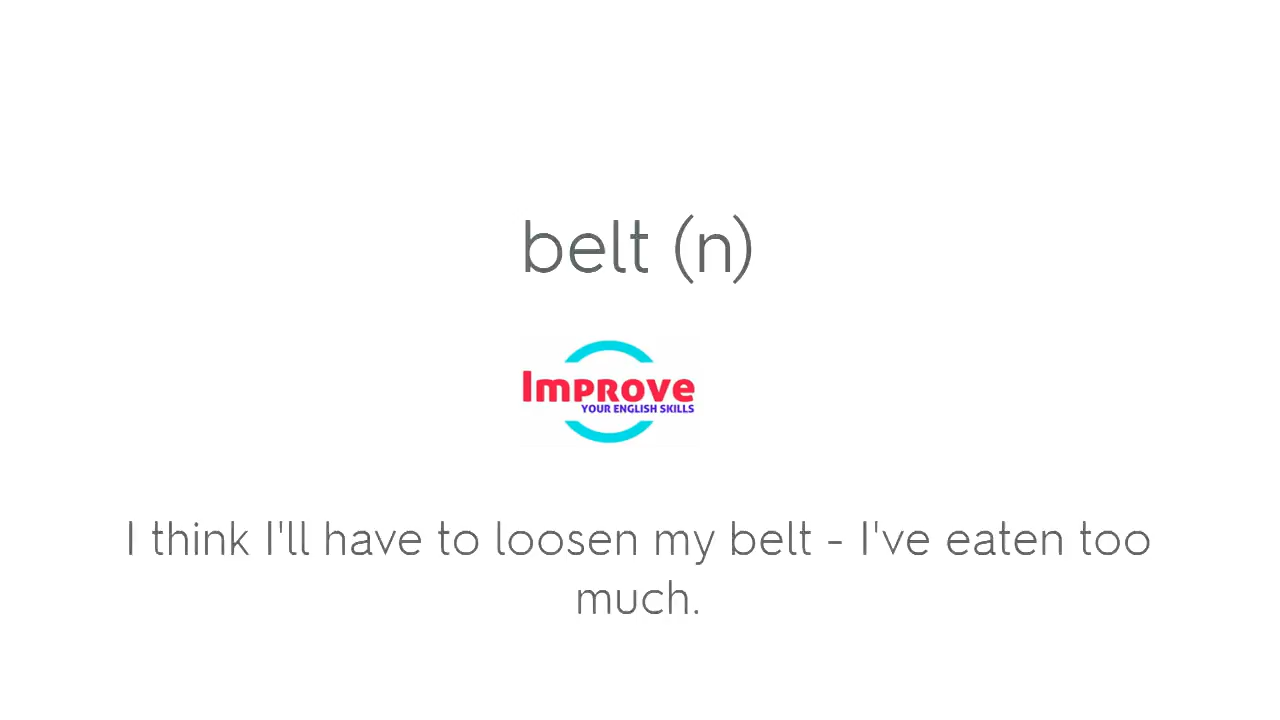 belt (n)
Improve
YOUR ENGLISH SKILLS
I think I'll have to loosen my belt - I've eaten too
much.